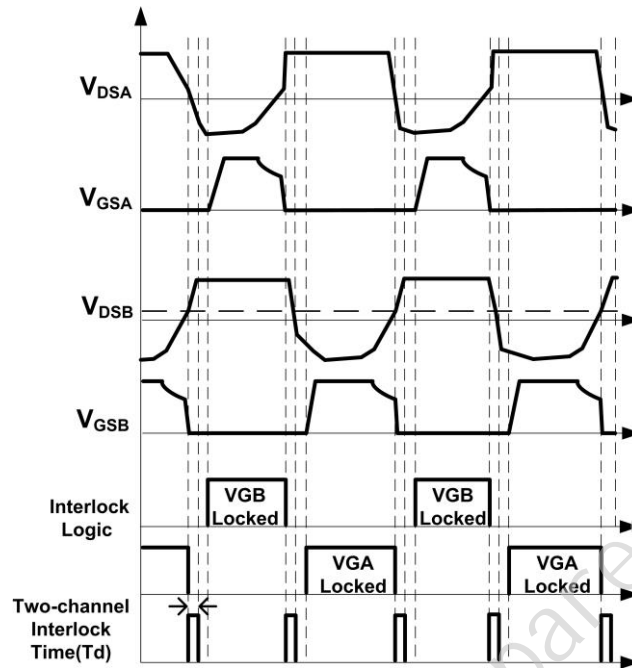 VDSA
VGSA
VDSB
VGSB
Interlock
Logic
VGB
Locked
VGB
Locked
VGA
Locked
VGA
Locked
Two-channel
Interlock
Time(Td)
pare